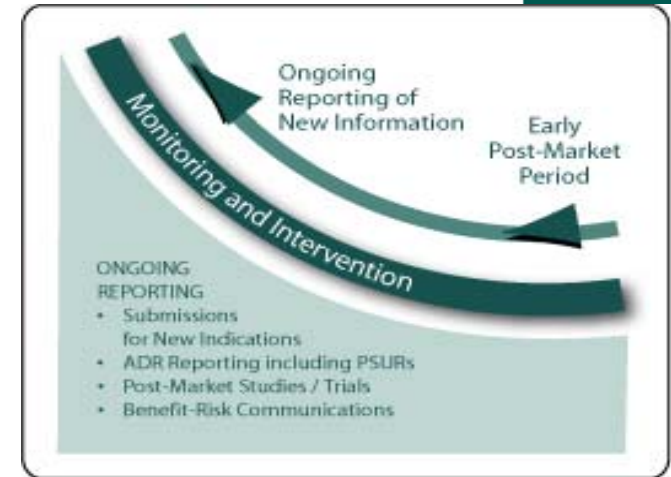 Ongoing
Reporting of
New Information
Early
Post-Market
Period
Monitoring and Intervention
ONGOING
REPORTING
• Submissions
for New Indications
• ADR Reporting including PSURs
• Post-Market Studies / Trials
• Benefit-Risk Communications